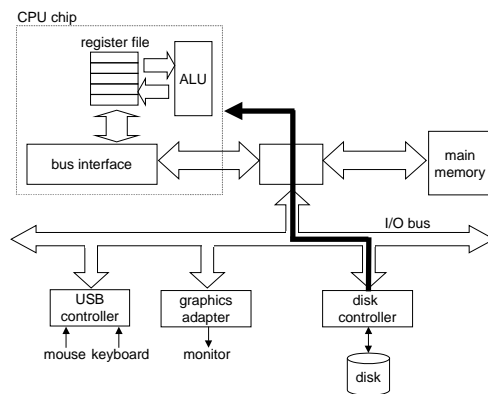 CPU chip
register file
ALU
bus interface
main
memory
I/O bus
USB
controller
graphics
adapter
disk
controller
mouse keyboard
monitor
disk